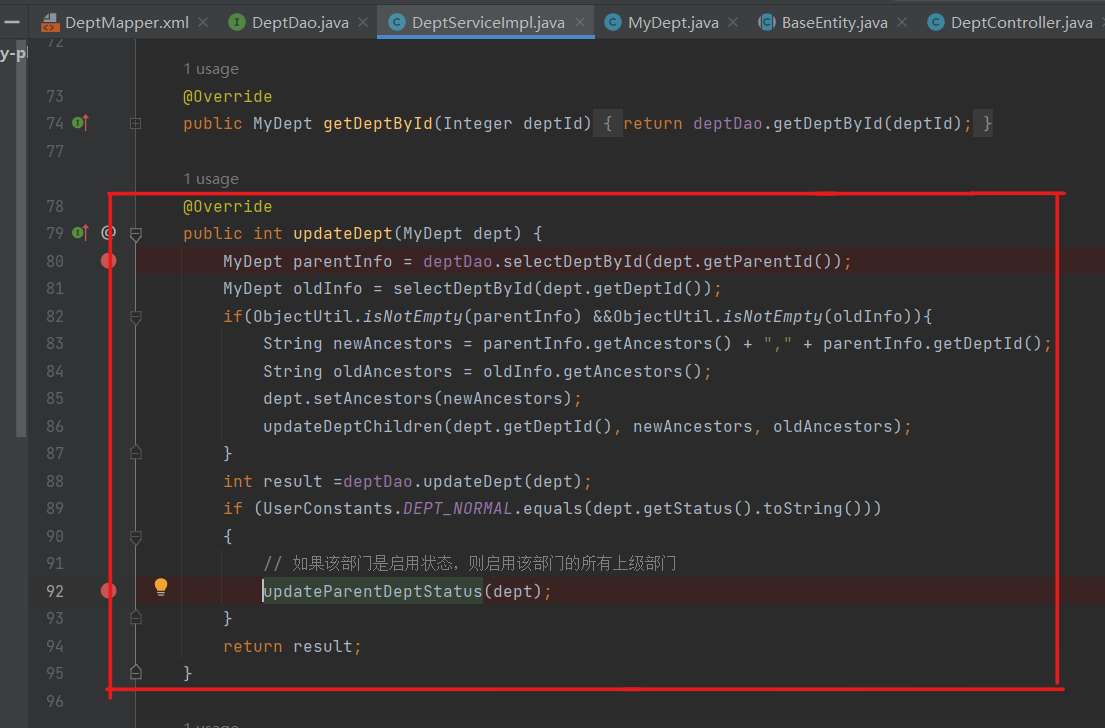 DeptMapper.xml DeptDao.java DeptServiceImpl.java MyDept.java BaseEntity.java DeptController.java
y-pl
72
1 usage
73 @Override
74 public MyDept getDeptById(Integer deptId) { return deptDao.getDeptById(deptId); }
77
1 usage
78 @Override
79 public int updateDept(MyDept dept) {
80 MyDept parentInfo = deptDao.selectDeptById(dept.getParentId());
81 MyDept oldInfo = selectDeptById(dept.getDeptId());
82 if(ObjectUtil.isNotEmpty(parentInfo) &&ObjectUtil.isNotEmpty(oldInfo)){
83 String newAncestors = parentInfo.getAncestors() + "," + parentInfo.getDeptId();
84 String oldAncestors = oldInfo.getAncestors();
85 dept.setAncestors(newAncestors);
86 updateDeptChildren(dept.getDeptId(), newAncestors, oldAncestors);
87 }
88 int result =deptDao.updateDept(dept);
89 if (UserConstants.DEPT_NORMAL.equals(dept.getStatus().toString()))
90 {
91 // 如果该部门是启用状态，则启用该部门的所有上级部门
92 updateParentDeptStatus(dept);
93 }
94 return result;
95 }
96
1 usage